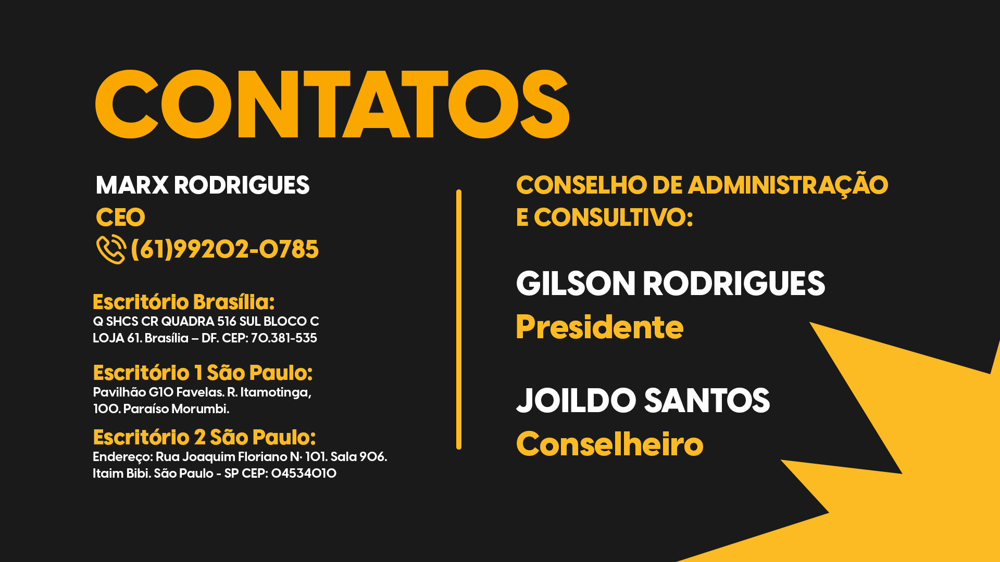 CONTATOS
MARX RODRIGUES
CEO
(61)99202-0785
Escritório Brasília:
Q SHCS CR QUADRA 516 SUL BLOCO C
LOJA 61. Brasília – DF. CEP: 70.381-535
Escritório 1 São Paulo:
Pavilhão G10 Favelas. R. Itamotinga,
100. Paraíso Morumbi.
Escritório 2 São Paulo:
Endereço: Rua Joaquim Floriano N· 101. Sala 906.
Itaim Bibi. São Paulo - SP CEP: 04534010
CONSELHO DE ADMINISTRAÇÃO
E CONSULTIVO:
GILSON RODRIGUES
Presidente
JOILDO SANTOS
Conselheiro